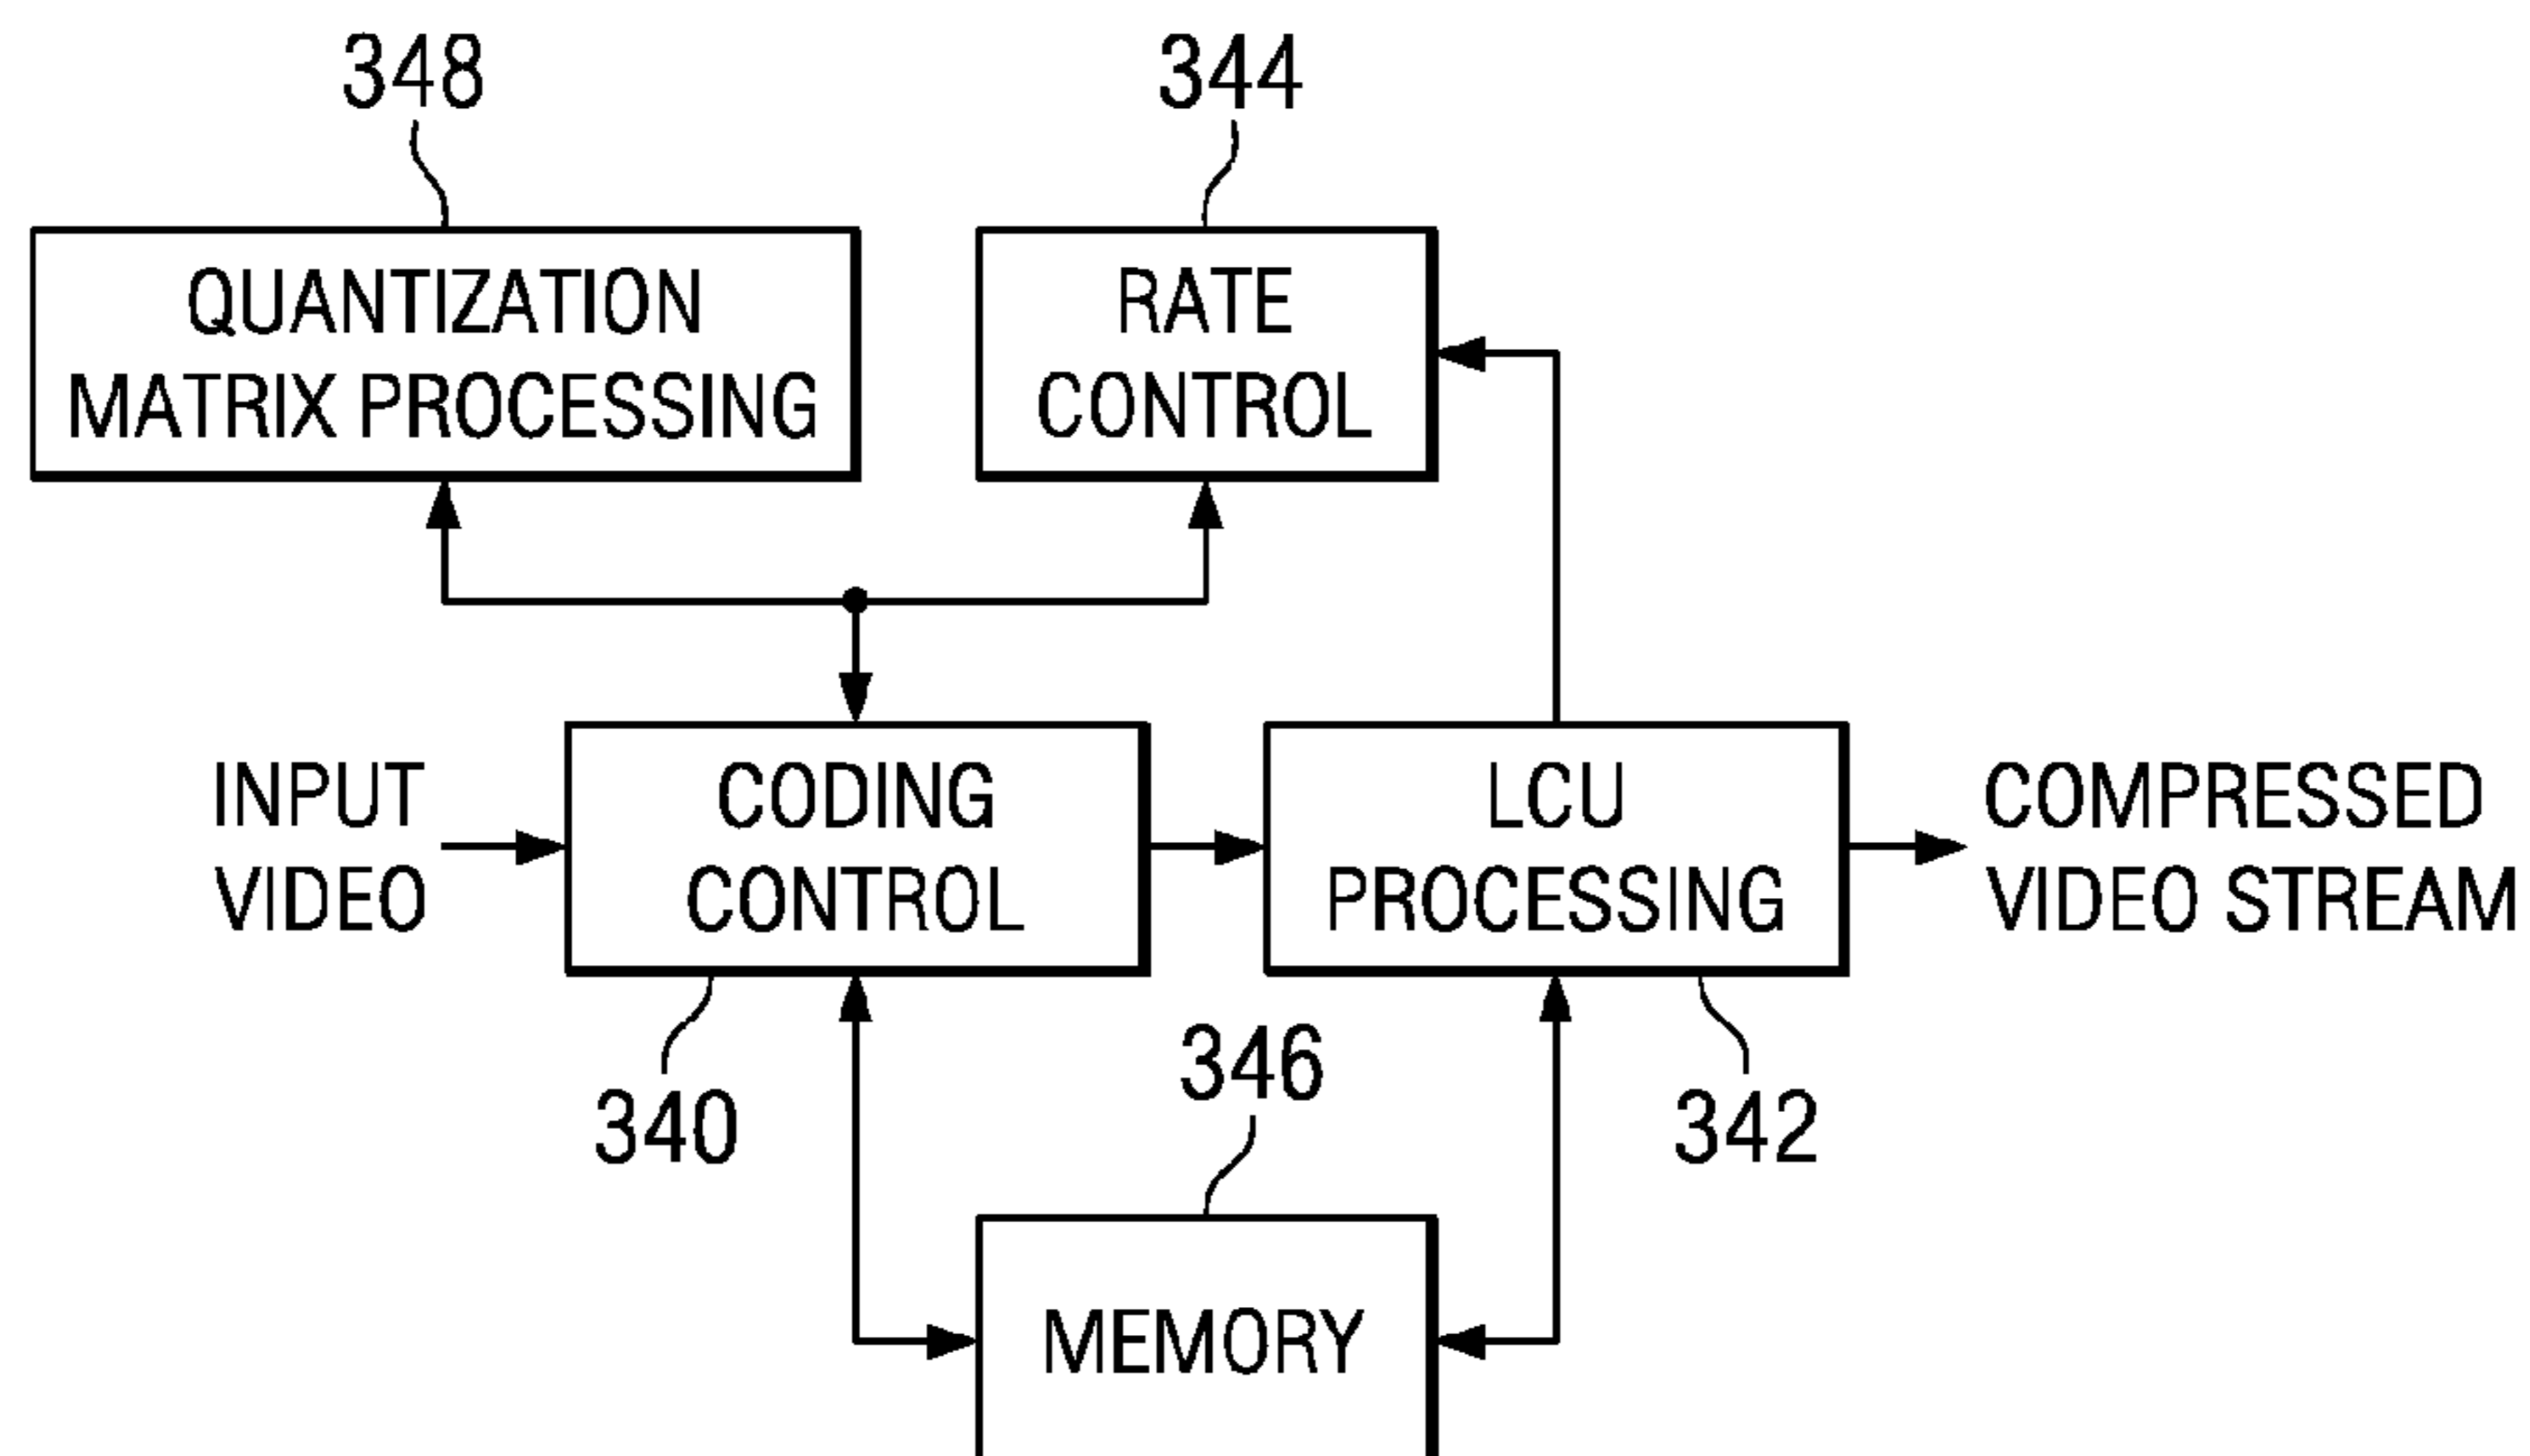 348
344
QUANTIZATION
MATRIX PROCESSING
RATE
CONTROL
INPUT
VIDEO
CODING
CONTROL
LCU
PROCESSING
COMPRESSED
VIDEO STREAM
340
346
342
MEMORY